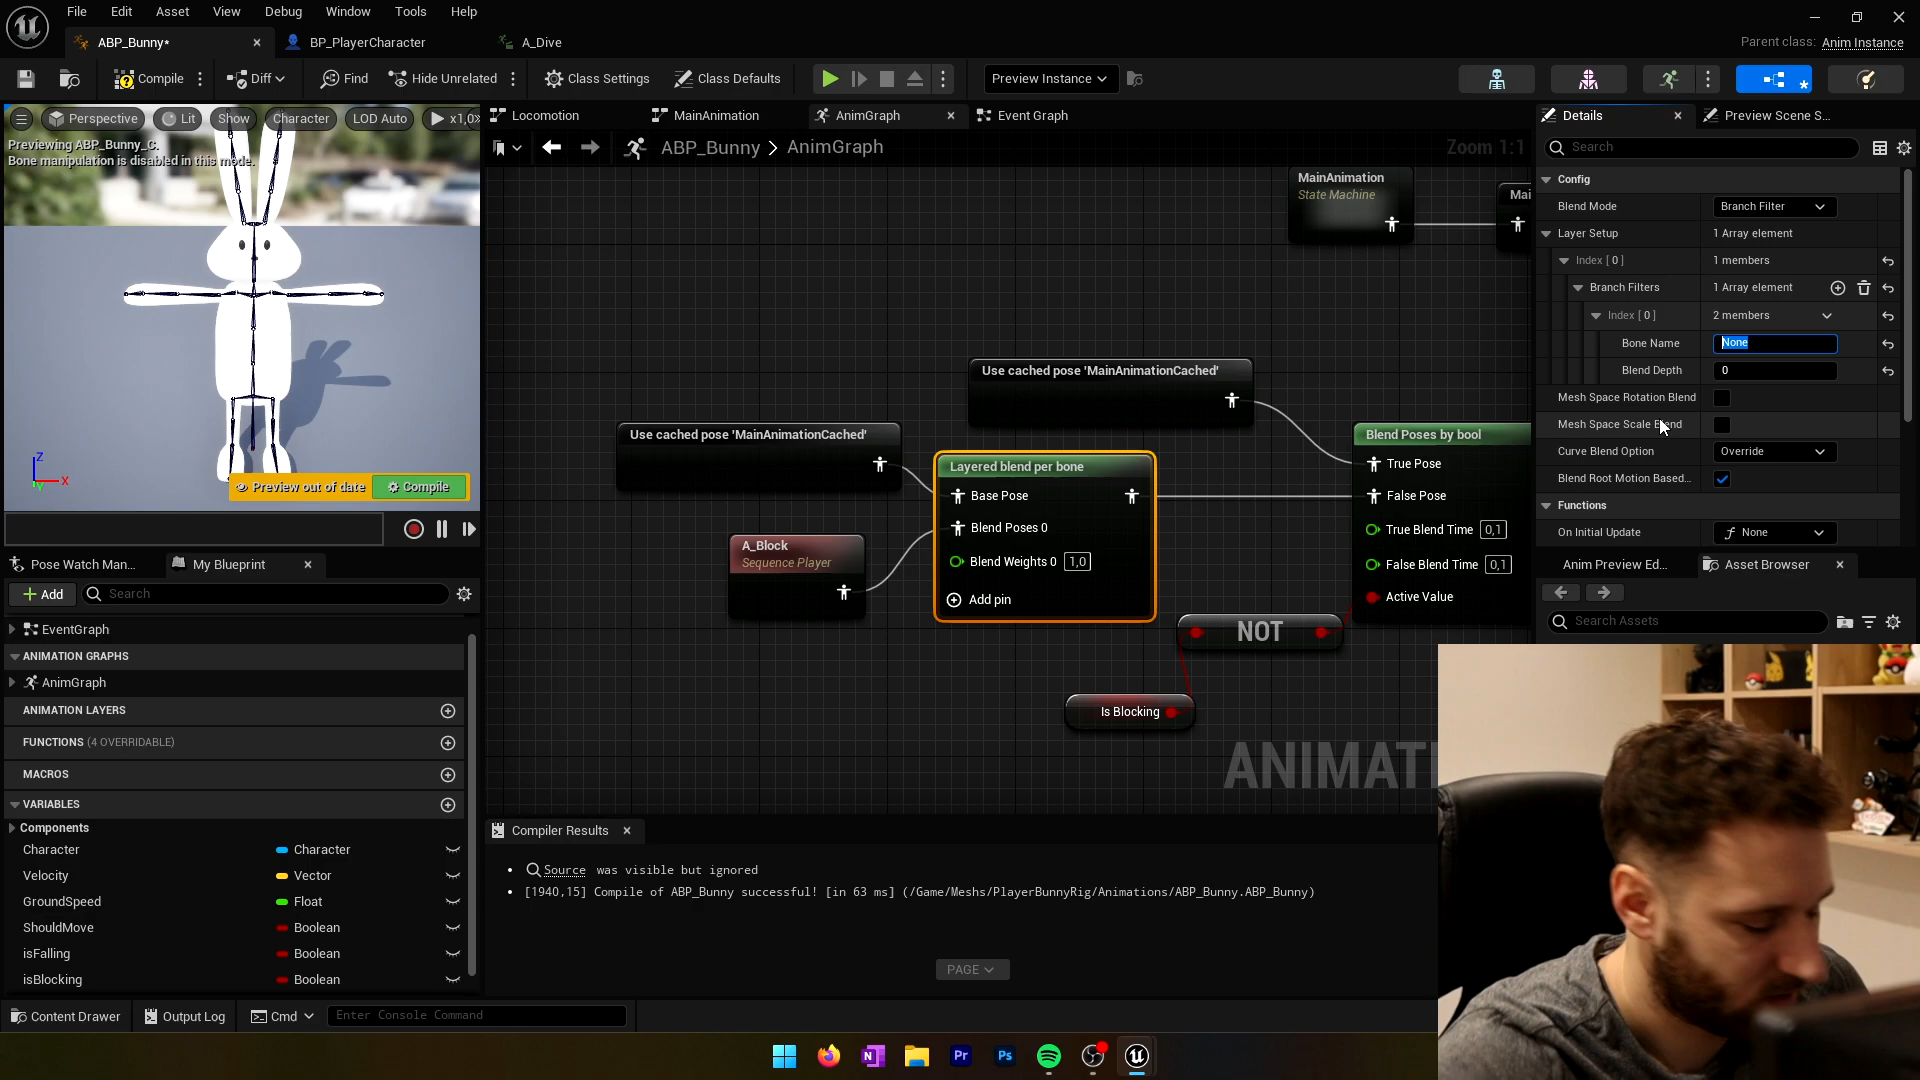 File Edit Asset View Debug Window Tools Help
ABP_Bunny* BP_PlayerCharacter A_Dive Parent class: Anim Instance
Compile Diff Find Hide Unrelated Class Settings Class Defaults Preview Instance
Perspective Lit Show Character LOD Auto x1,0
Previewing ABP_Bunny_C.
Bone manipulation is disabled in this mode.
Z
X
Preview out of date Compile
Locomotion MainAnimation AnimGraph Event Graph
ABP_Bunny > AnimGraph Zoom 1:1
MainAnimation
State Machine
Mai
Use cached pose 'MainAnimationCached'
Use cached pose 'MainAnimationCached'
Layered blend per bone
Base Pose
Blend Poses 0
Blend Weights 0 1,0
Add pin
A_Block
Sequence Player
Blend Poses by bool
True Pose
False Pose
True Blend Time 0,1
False Blend Time 0,1
Active Value
NOT
Is Blocking
ANIMAT
Details Preview Scene S...
Search
Config
Blend Mode Branch Filter
Layer Setup 1 Array element
Index [ 0 ] 1 members
Branch Filters 1 Array element
Index [ 0 ] 2 members
Bone Name None
Blend Depth 0
Mesh Space Rotation Blend
Mesh Space Scale Blend
Curve Blend Option Override
Blend Root Motion Based...
Functions
On Initial Update None
Anim Preview Ed... Asset Browser
Search Assets
Pose Watch Man... My Blueprint
Add Search
EventGraph
ANIMATION GRAPHS
AnimGraph
ANIMATION LAYERS
FUNCTIONS (4 OVERRIDABLE)
MACROS
VARIABLES
Components
Character Character
Velocity Vector
GroundSpeed Float
ShouldMove Boolean
isFalling Boolean
isBlocking Boolean
Compiler Results
Source was visible but ignored
[1940,15] Compile of ABP_Bunny successful! [in 63 ms] (/Game/Meshs/PlayerBunnyRig/Animations/ABP_Bunny.ABP_Bunny)
PAGE
Content Drawer Output Log Cmd Enter Console Command
N Pr Ps